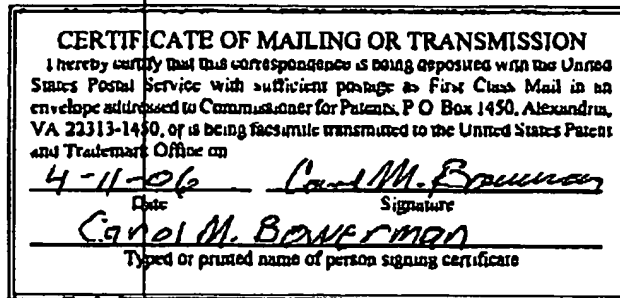 CERTIFICATE OF MAILING OR TRANSMISSION
I hereby certify that this correspondence is being deposited with the United
States Postal Service with sufficient postage as First Class Mail in an
envelope addressed to Commissioner for Patents, P O Box 1450, Alexandria,
VA 22313-1450, or is being facsimile transmitted to the United States Patent
and Trademark Office on
4-11-06 Carol M. Bowerman
Date Signature
Carol M. Bowerman
Typed or printed name of person signing certificate